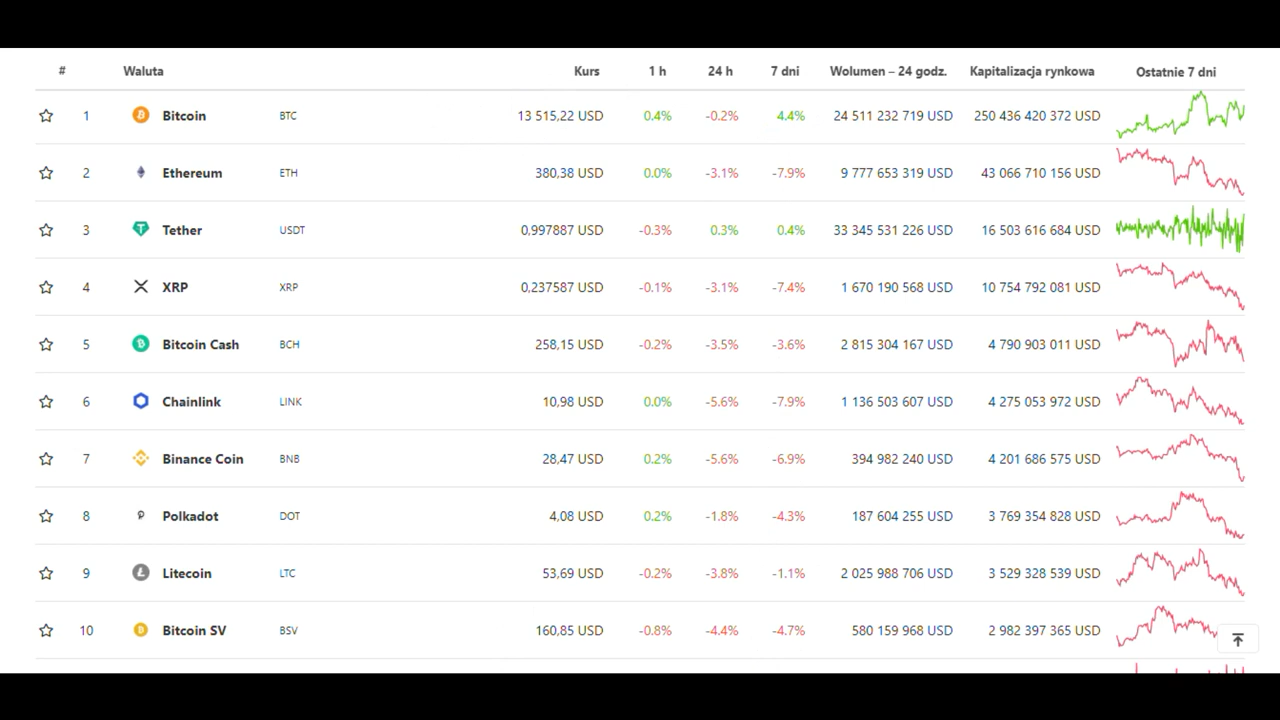 # Waluta Kurs 1 h 24 h 7 dni Wolumen – 24 godz. Kapitalizacja rynkowa Ostatnie 7 dni
1 Bitcoin BTC 13 515,22 USD 0.4% -0.2% 4.4% 24 511 232 719 USD 250 436 420 372 USD
2 Ethereum ETH 380,38 USD 0.0% -3.1% -7.9% 9 777 653 319 USD 43 066 710 156 USD
3 Tether USDT 0,997887 USD -0.3% 0.3% 0.4% 33 345 531 226 USD 16 503 616 684 USD
4 XRP XRP 0,237587 USD -0.1% -3.1% -7.4% 1 670 190 568 USD 10 754 792 081 USD
5 Bitcoin Cash BCH 258,15 USD -0.2% -3.5% -3.6% 2 815 304 167 USD 4 790 903 011 USD
6 Chainlink LINK 10,98 USD 0.0% -5.6% -7.9% 1 136 503 607 USD 4 275 053 972 USD
7 Binance Coin BNB 28,47 USD 0.2% -5.6% -6.9% 394 982 240 USD 4 201 686 575 USD
8 Polkadot DOT 4,08 USD 0.2% -1.8% -4.3% 187 604 255 USD 3 769 354 828 USD
9 Litecoin LTC 53,69 USD -0.2% -3.8% -1.1% 2 025 988 706 USD 3 529 328 539 USD
10 Bitcoin SV BSV 160,85 USD -0.8% -4.4% -4.7% 580 159 968 USD 2 982 397 365 USD